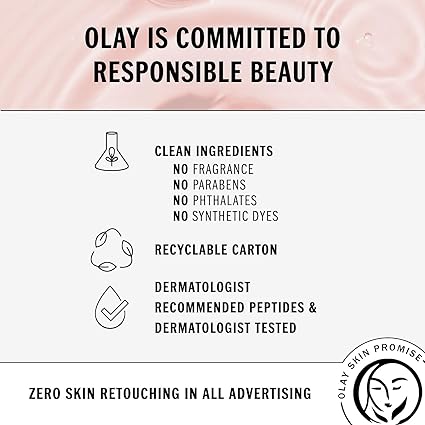 OLAY IS COMMITTED TO
RESPONSIBLE BEAUTY
CLEAN INGREDIENTS
NO FRAGRANCE
NO PARABENS
NO PHTHALATES
NO SYNTHETIC DYES
RECYCLABLE CARTON
DERMATOLOGIST
RECOMMENDED PEPTIDES &
DERMATOLOGIST TESTED
ZERO SKIN RETOUCHING IN ALL ADVERTISING
OLAY SKIN PROMISE